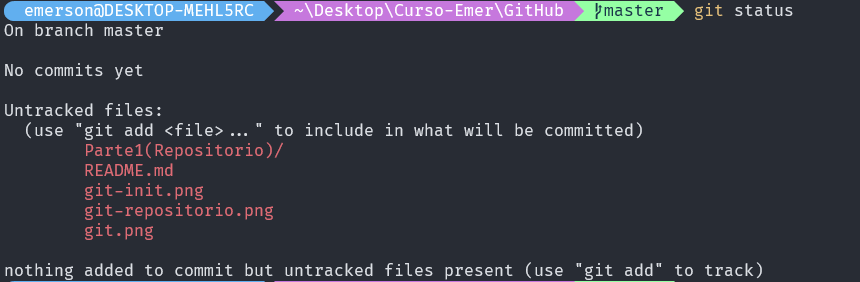 emerson@DESKTOP-MEHL5RC ~\Desktop\Curso-Emer\GitHub master git status
On branch master
No commits yet
Untracked files:
(use "git add <file>..." to include in what will be committed)
Parte1(Repositorio)/
README.md
git-init.png
git-repositorio.png
git.png
nothing added to commit but untracked files present (use "git add" to track)